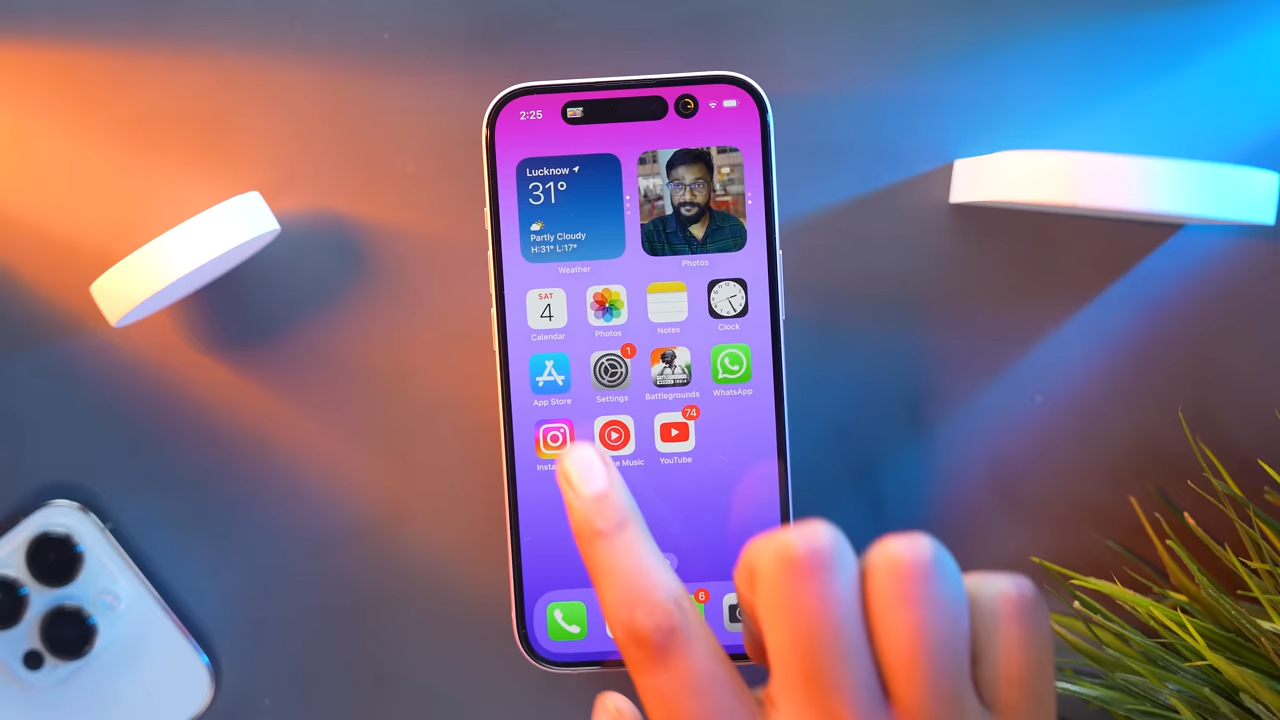 2:25
Lucknow
31°
Partly Cloudy
H:31° L:17°
Weather
Photos
SAT
4
Calendar
Photos
Notes
Clock
1
App Store
Settings
Battlegrounds
WhatsApp
74
Music
YouTube
6